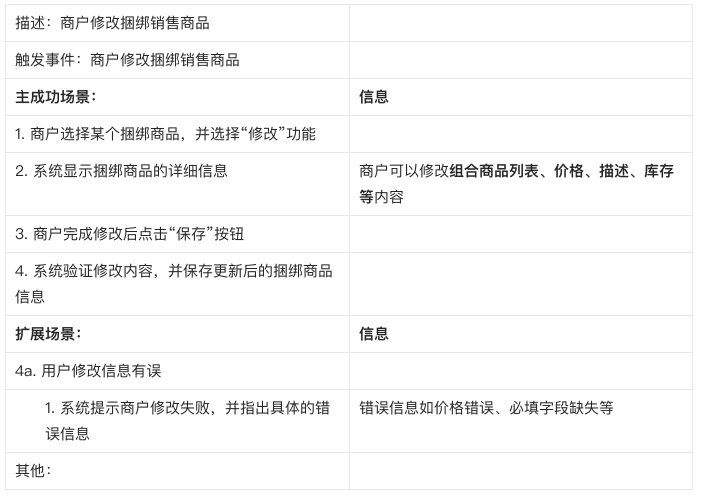 描述：商户修改捆绑销售商品
触发事件：商户修改捆绑销售商品
主成功场景： 信息
1. 商户选择某个捆绑商品，并选择“修改”功能
2. 系统显示捆绑商品的详细信息 商户可以修改组合商品列表、价格、描述、库存
等内容
3. 商户完成修改后点击“保存”按钮
4. 系统验证修改内容，并保存更新后的捆绑商品
信息
扩展场景： 信息
4a. 用户修改信息有误
1. 系统提示商户修改失败，并指出具体的错 错误信息如价格错误、必填字段缺失等
误信息
其他：